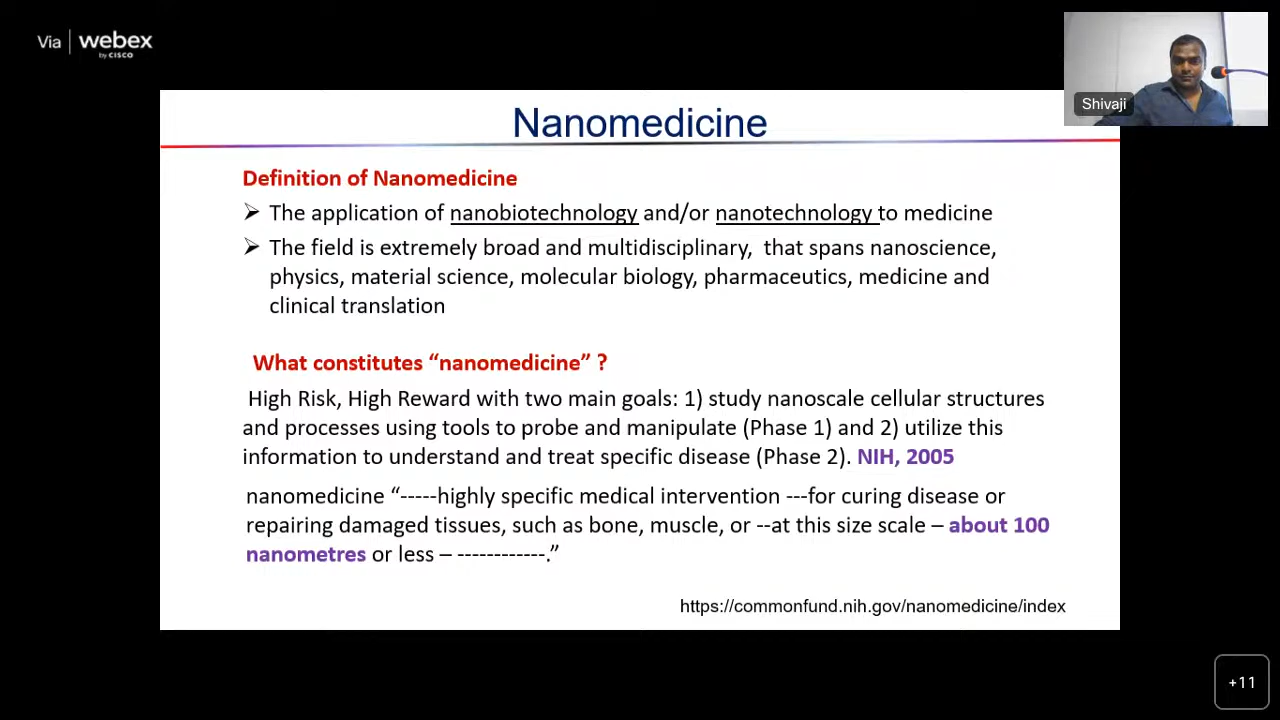 Via webex
by CISCO
Shivaji
Nanomedicine
Definition of Nanomedicine
➢ The application of nanobiotechnology and/or nanotechnology to medicine
➢ The field is extremely broad and multidisciplinary, that spans nanoscience,
physics, material science, molecular biology, pharmaceutics, medicine and
clinical translation
What constitutes “nanomedicine” ?
High Risk, High Reward with two main goals: 1) study nanoscale cellular structures
and processes using tools to probe and manipulate (Phase 1) and 2) utilize this
information to understand and treat specific disease (Phase 2). NIH, 2005
nanomedicine “-----highly specific medical intervention ---for curing disease or
repairing damaged tissues, such as bone, muscle, or --at this size scale – about 100
nanometres or less – ------------.”
https://commonfund.nih.gov/nanomedicine/index
+11